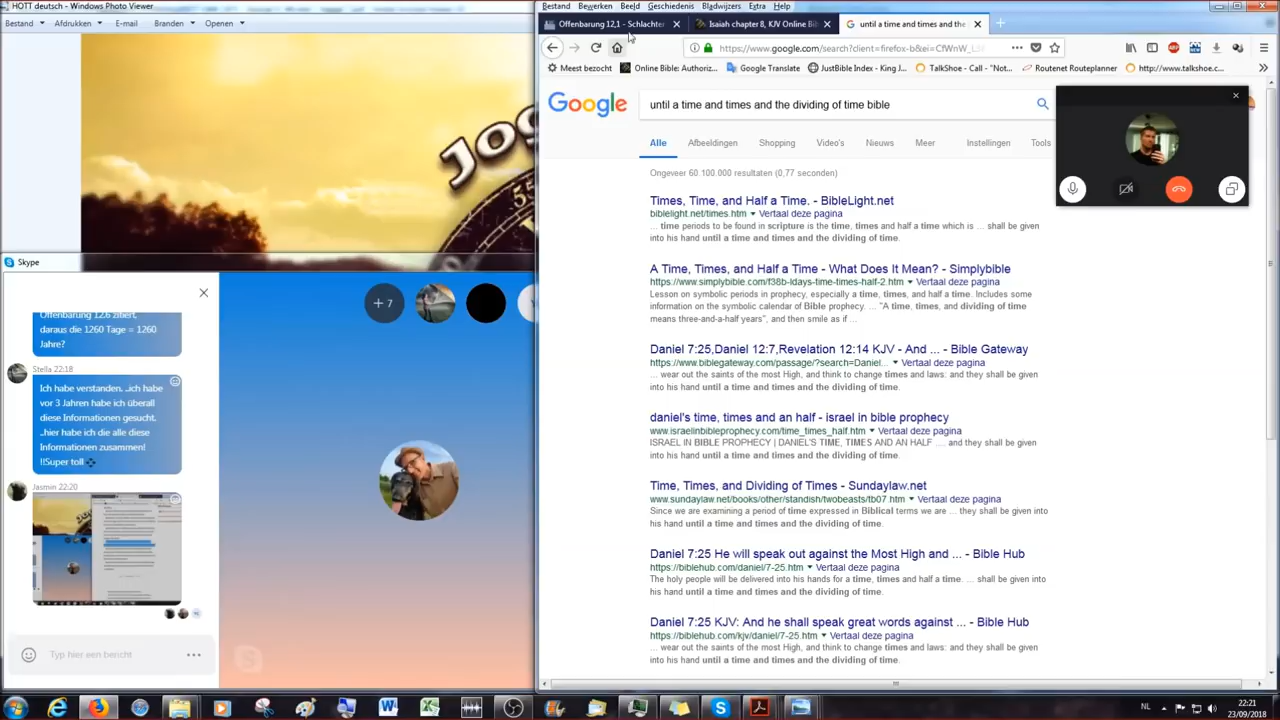 HOTT deutsch - Windows Photo Viewer
Bestand Afdrukken E-mail Branden Openen
JOG
55
Skype
Offenbarung 12.6 zitiert,
daraus die 1260 Tage = 1260
Jahre?
Stella 22:18
Ich habe verstanden. ..ich habe
vor 3 Jahren habe ich überall
diese Informationen gesucht.
..hier habe ich die alle diese
Informationen zusammen!
!!Super toll
Jasmin 22:20
+7
Typ hier een bericht
Bestand Bewerken Beeld Geschiedenis Bladwijzers Extra Help
Offenbarung 12,1 - Schlachter
Isaiah chapter 8, KJV Online Bi
until a time and times and the
https://www.google.com/search?client=firefox-b&ei=
Meest bezocht Online Bible: Authoriz... Google Translate JustBible Index - King J... TalkShoe - Call - "Not... Routenet Routeplanner http://www.talkshoe.c...
Google
until a time and times and the dividing of time bible
Alle Afbeeldingen Shopping Video's Nieuws Meer Instellingen Tools
Ongeveer 60.100.000 resultaten (0,77 seconden)
Times, Time, and Half a Time. - BibleLight.net
biblelight.net/times.htm Vertaal deze pagina
... time periods to be found in scripture is the time, times and half a time which is ... shall be given
into his hand until a time and times and the dividing of time.
A Time, Times, and Half a Time - What Does It Mean? - Simplybible
https://www.simplybible.com/f38b-ldays-time-times-half-2.htm Vertaal deze pagina
Lesson on symbolic periods in prophecy, especially a time, times, and half a time. Includes some
information on the symbolic calendar of Bible prophecy. ... "A time, times, and dividing of time
means three-and-a-half years", and then smile as if ...
Daniel 7:25,Daniel 12:7,Revelation 12:14 KJV - And ... - Bible Gateway
https://www.biblegateway.com/passage/?search=Daniel... Vertaal deze pagina
... wear out the saints of the most High, and think to change times and laws: and they shall be given
into his hand until a time and times and the dividing of time.
daniel's time, times and an half - israel in bible prophecy
www.israelinbibleprophecy.com/time_times_half.htm Vertaal deze pagina
ISRAEL IN BIBLE PROPHECY | DANIEL'S TIME, TIMES AND AN HALF ... and they shall be given
into his hand until a time and times and the dividing of time.
Time, Times, and Dividing of Times - Sundaylaw.net
www.sundaylaw.net/books/other/standish/twobeasts/tb07.htm Vertaal deze pagina
Since we are examining a period of time expressed in Biblical terms we are ... shall be given into
his hand until a time and times and the dividing of time.
Daniel 7:25 He will speak out against the Most High and ... - Bible Hub
https://biblehub.com/daniel/7-25.htm Vertaal deze pagina
The holy people will be delivered into his hands for a time, times and half a time. ... shall be given
into his hand until a time and times and the dividing of time.
Daniel 7:25 KJV: And he shall speak great words against ... - Bible Hub
https://biblehub.com/kjv/daniel/7-25.htm Vertaal deze pagina
... wear out the saints of the most High, and think to change times and laws: and they shall be given
into his hand until a time and times and the dividing of time.
NL
22:21
23/09/2018